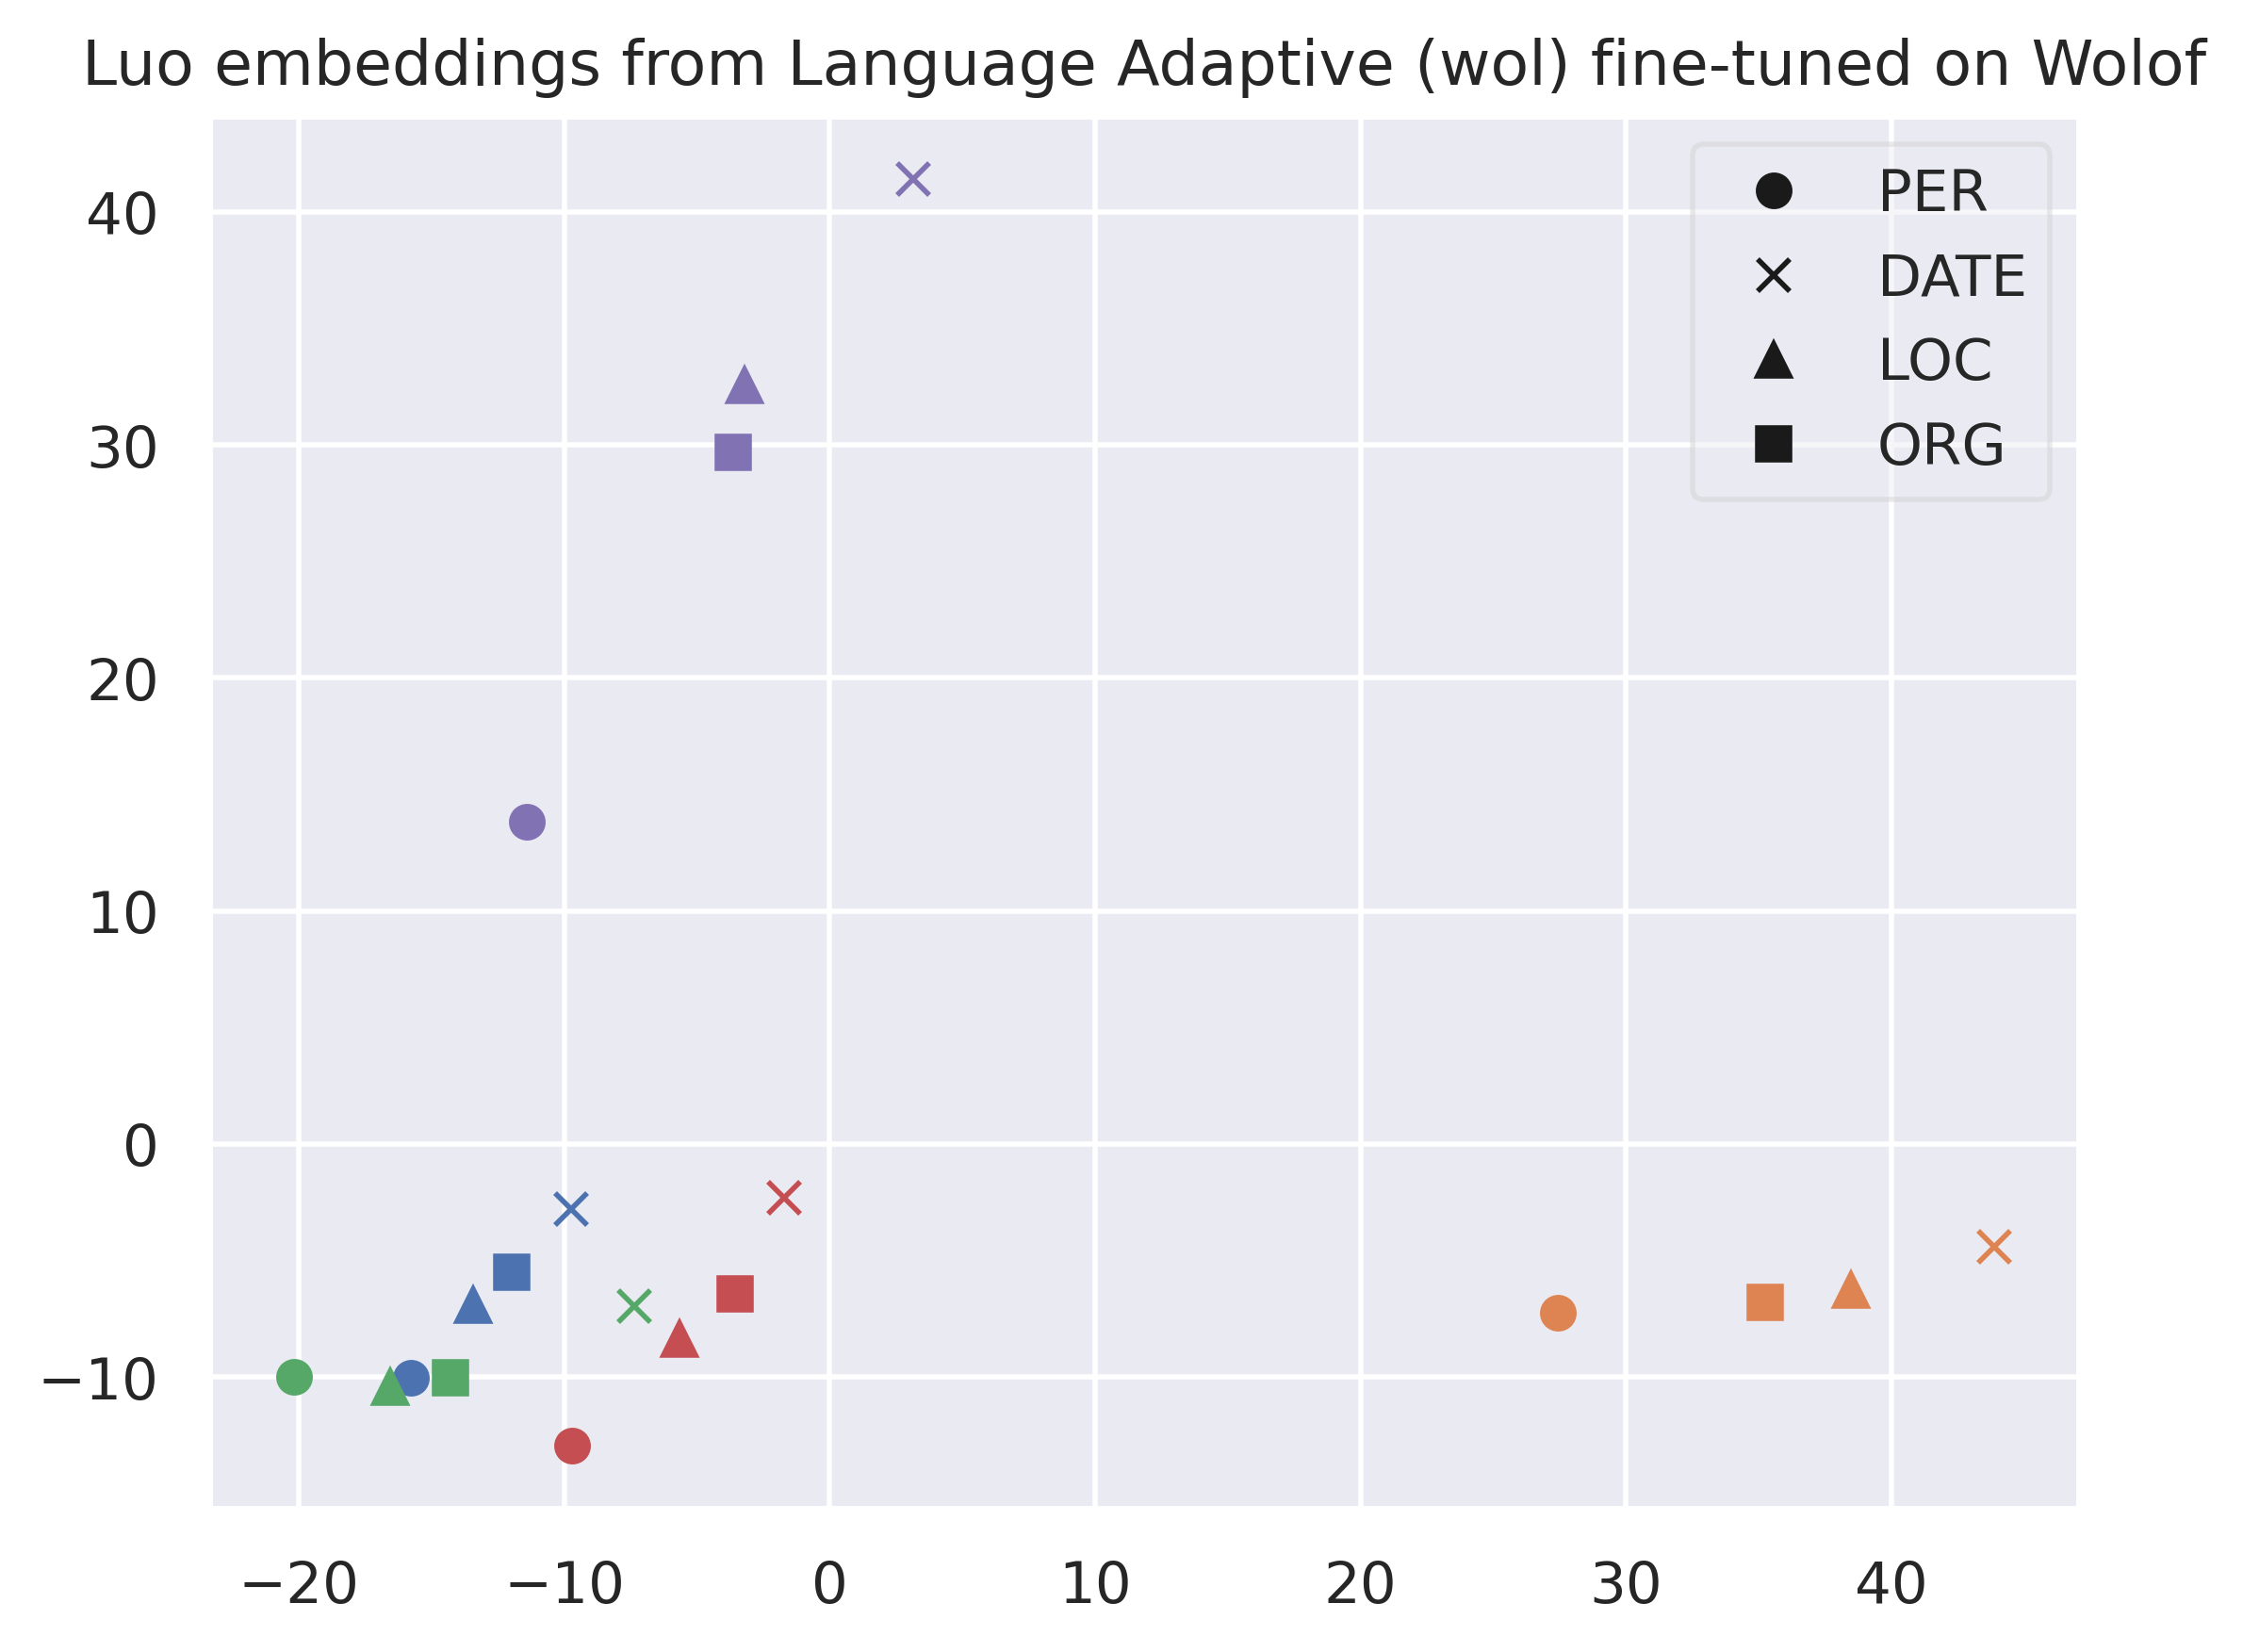 Luo embeddings from Language Adaptive (wol) fine-tuned on Wolof
PER
DATE
LOC
ORG
40
30
20
10
0
−10
−20 −10 0 10 20 30 40